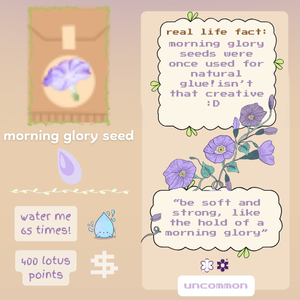 morning glory seed
water me
65 times!
400 lotus
points
real life fact:
morning glory
seeds were
once used for
natural
glue!isn't
that creative
:D
“be soft and
strong, like
the hold of a
morning glory”
uncommon